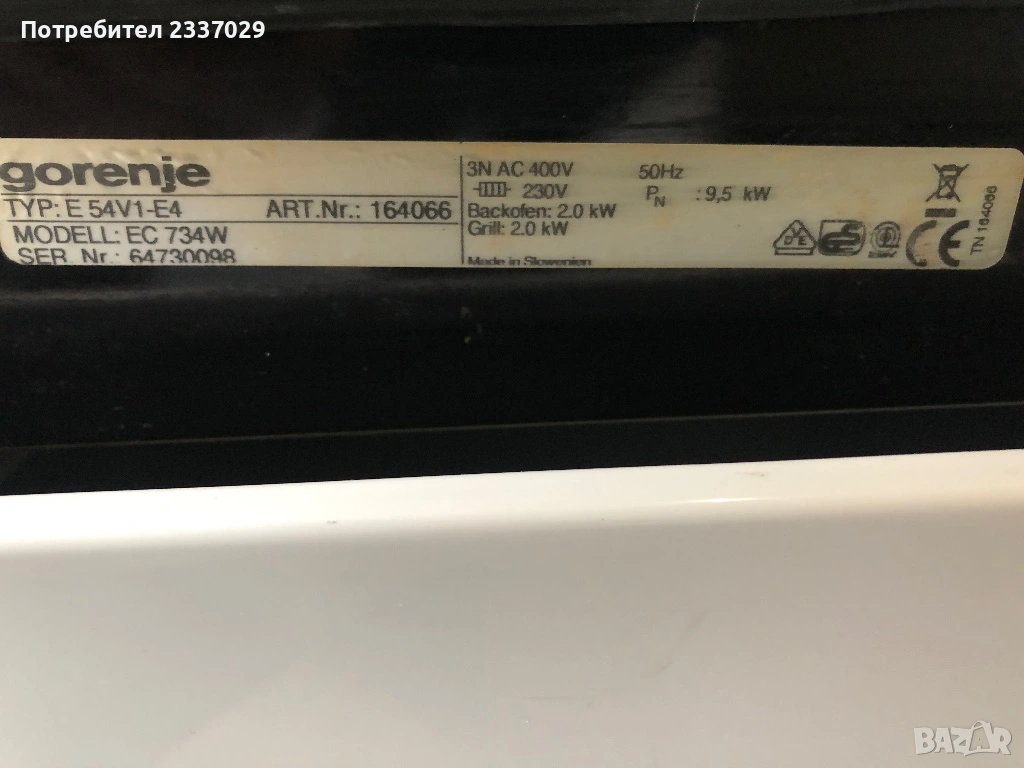 Потребител 2337029
gorenje
TYP: E 54V1-E4 ART.Nr.: 164066
MODELL: EC 734W
SER. Nr.: 64730098
3N AC 400V 50Hz
230V PN : 9,5 kW
Backofen: 2.0 kW
Grill: 2.0 kW
Made in Slowenien
VDE
CE
TN 164066
BAZAR